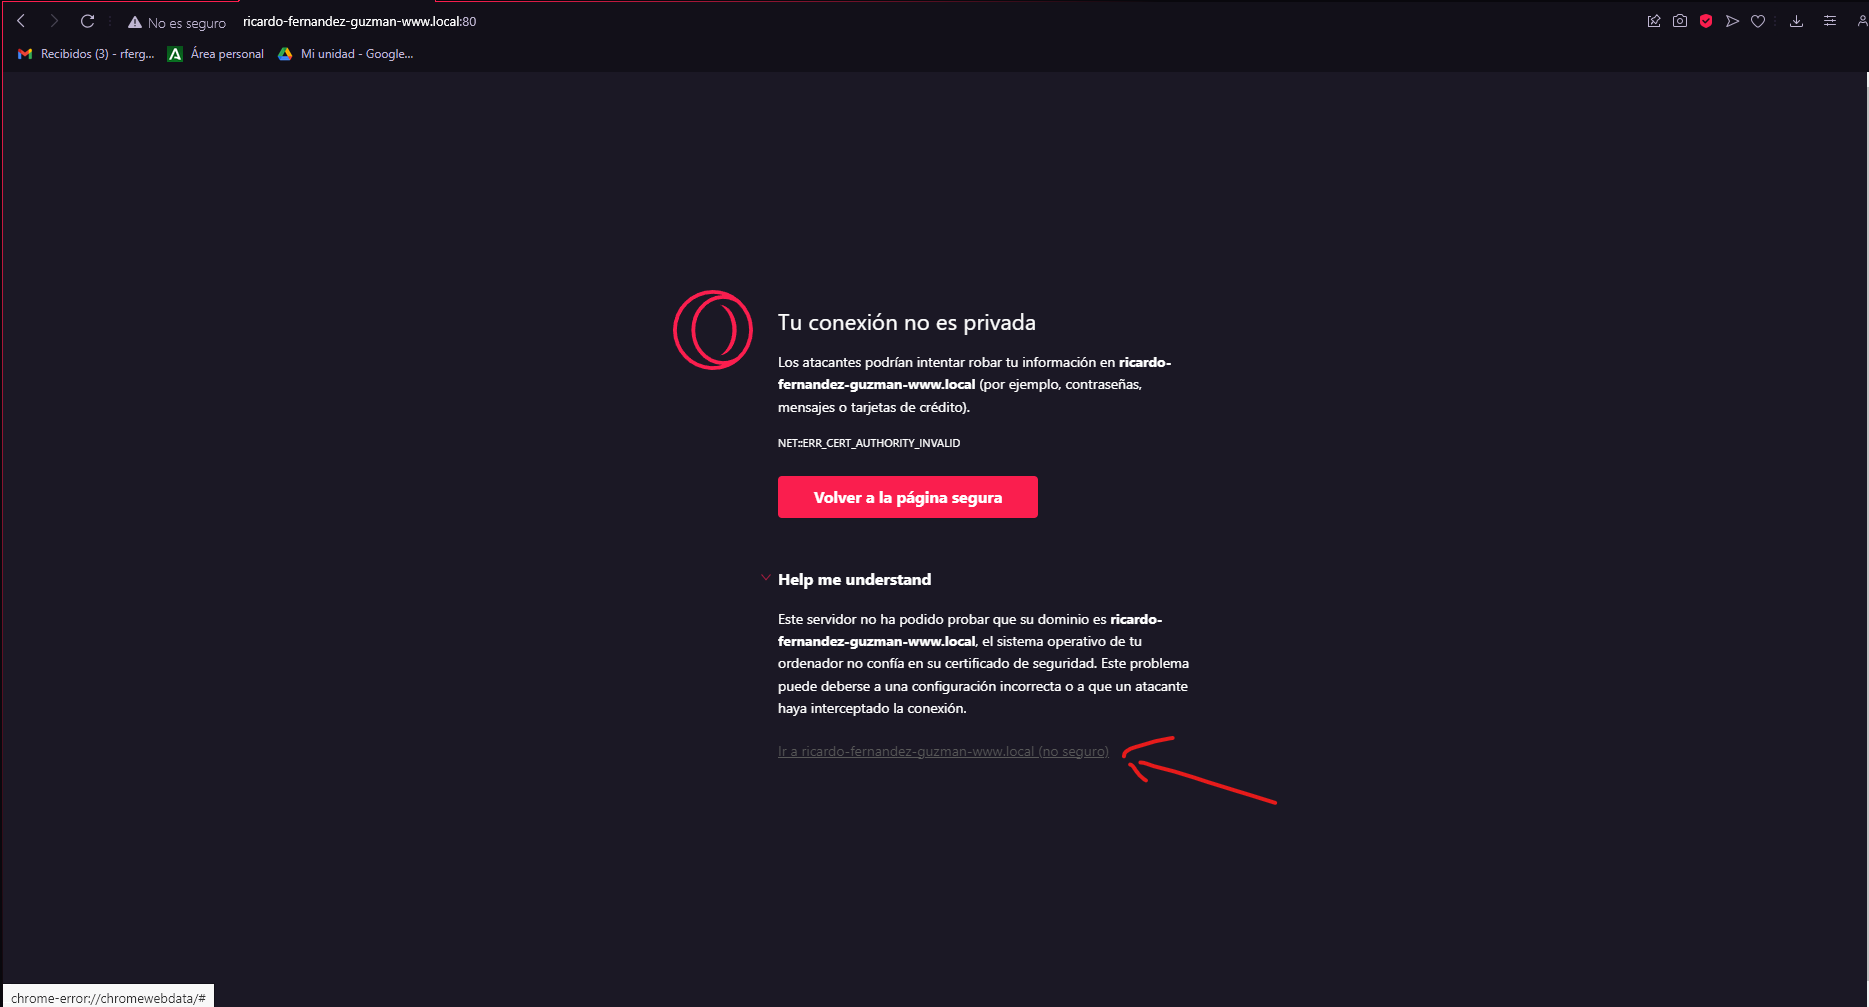 No es seguro ricardo-fernandez-guzman-www.local:80
Recibidos (3) - rferg... Área personal Mi unidad - Google...
Tu conexión no es privada
Los atacantes podrían intentar robar tu información en ricardo-
fernandez-guzman-www.local (por ejemplo, contraseñas,
mensajes o tarjetas de crédito).
NET::ERR_CERT_AUTHORITY_INVALID
Volver a la página segura
Help me understand
Este servidor no ha podido probar que su dominio es ricardo-
fernandez-guzman-www.local, el sistema operativo de tu
ordenador no confía en su certificado de seguridad. Este problema
puede deberse a una configuración incorrecta o a que un atacante
haya interceptado la conexión.
Ir a ricardo-fernandez-guzman-www.local (no seguro)
chrome-error://chromewebdata/#